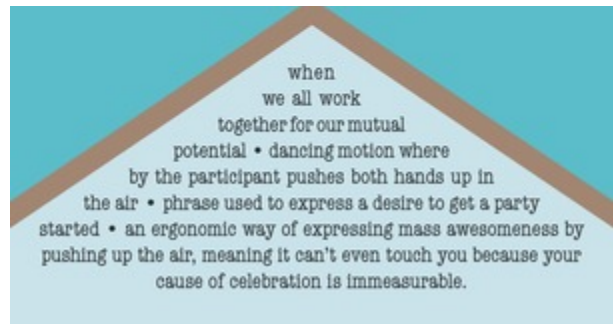 when
we all work
together for our mutual
potential • dancing motion where
by the participant pushes both hands up in
the air • phrase used to express a desire to get a party
started • an ergonomic way of expressing mass awesomeness by
pushing up the air, meaning it can't even touch you because your
cause of celebration is immeasurable.